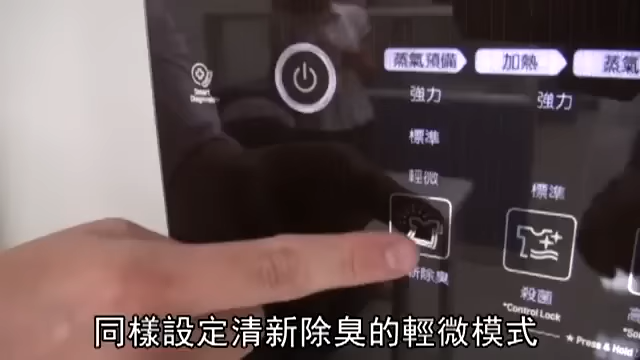 蒸氣預備 加熱 蒸氣
Smart
Diagnosis
強力 強力
標準
輕微
標準
新除臭
殺菌
*Control Lock
★ Press & Hold
同樣設定清新除臭的輕微模式